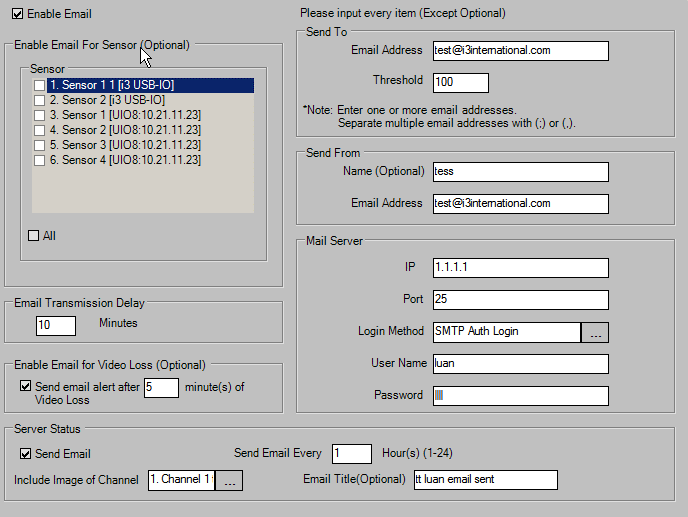 Enable Email
Enable Email For Sensor (Optional)
Sensor
1. Sensor 1 1 [i3 USB-IO]
2. Sensor 2 [i3 USB-IO]
3. Sensor 1 [UIO8:10.21.11.23]
4. Sensor 2 [UIO8:10.21.11.23]
5. Sensor 3 [UIO8:10.21.11.23]
6. Sensor 4 [UIO8:10.21.11.23]
All
Email Transmission Delay
10 Minutes
Enable Email for Video Loss (Optional)
Send email alert after 5 minute(s) of
Video Loss
Please input every item (Except Optional)
Send To
Email Address test@i3international.com
Threshold 100
*Note: Enter one or more email addresses.
Separate multiple email addresses with (;) or (,).
Send From
Name (Optional) tess
Email Address test@i3international.com
Mail Server
IP 1.1.1.1
Port 25
Login Method SMTP Auth Login ...
User Name luan
Password
Server Status
Send Email Send Email Every 1 Hour(s) (1-24)
Include Image of Channel 1. Channel 1 ... Email Title(Optional) tt luan email sent